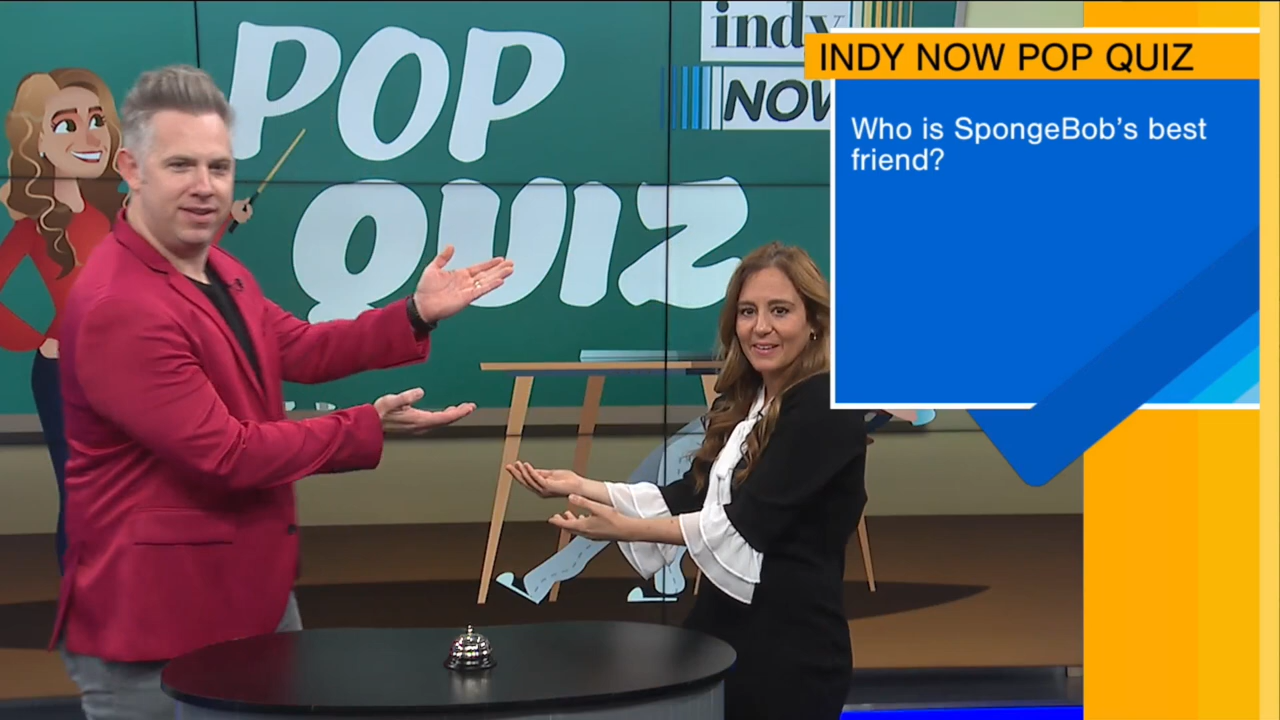 POP
QUIZ
indy
NOW
INDY NOW POP QUIZ
Who is SpongeBob's best
friend?